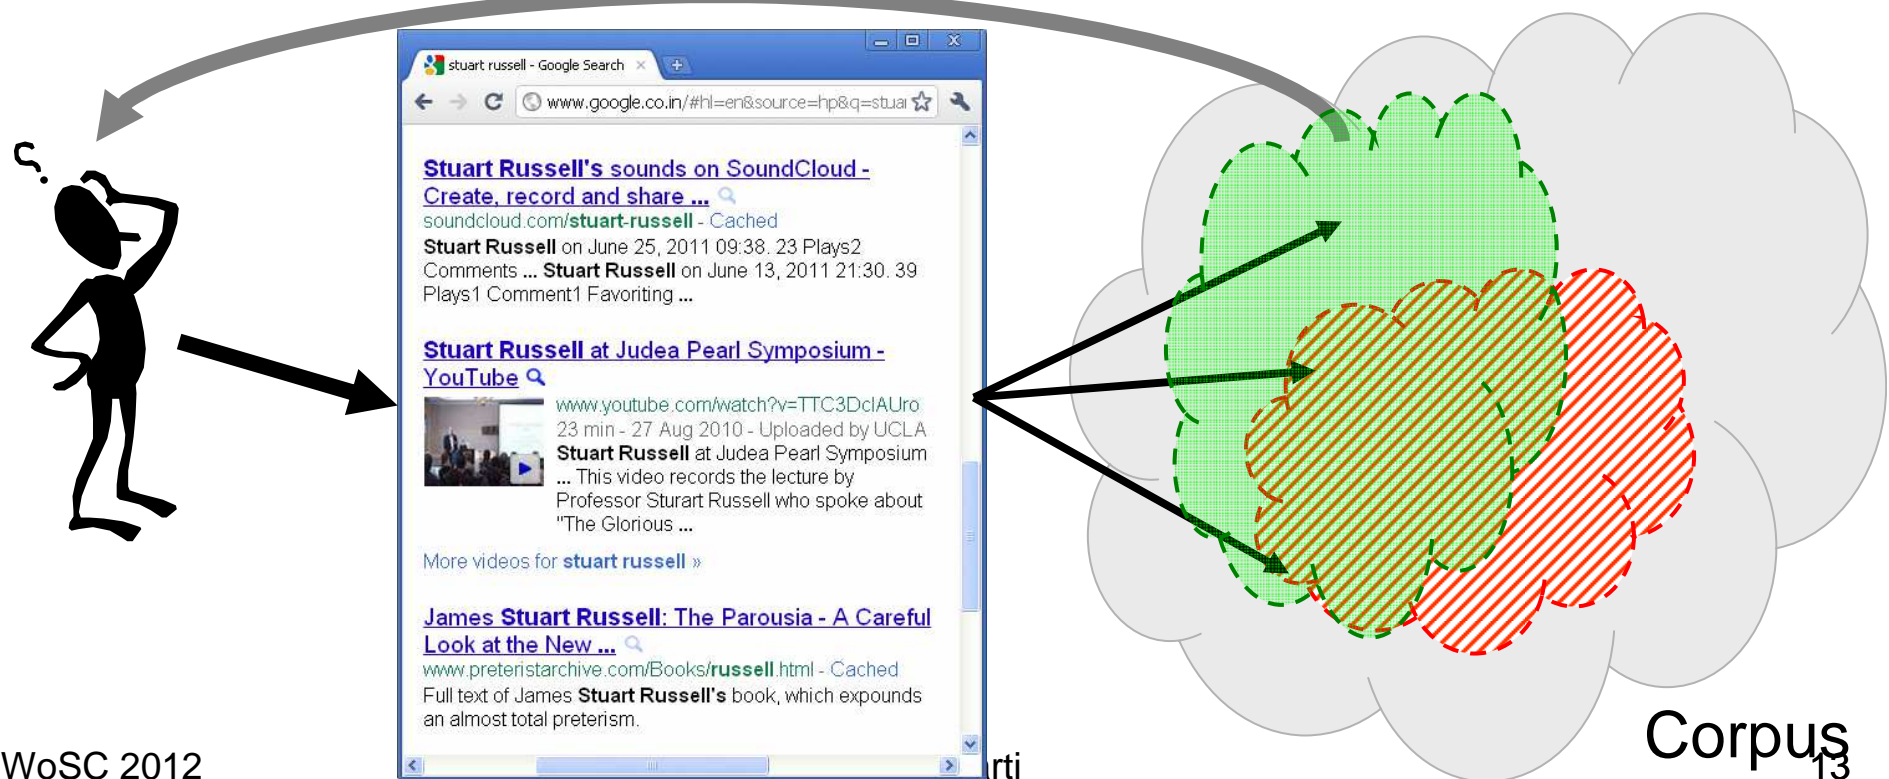 stuart russell - Google Search
www.google.co.in/#hl=en&source=hp&q=stuar
Stuart Russell's sounds on SoundCloud -
Create, record and share ...
soundcloud.com/stuart-russell - Cached
Stuart Russell on June 25, 2011 09:38. 23 Plays2
Comments ... Stuart Russell on June 13, 2011 21:30. 39
Plays1 Comment1 Favoriting ...
Stuart Russell at Judea Pearl Symposium -
YouTube
www.youtube.com/watch?v=TTC3DclAUro
23 min - 27 Aug 2010 - Uploaded by UCLA
Stuart Russell at Judea Pearl Symposium
... This video records the lecture by
Professor Sturart Russell who spoke about
"The Glorious ...
More videos for stuart russell »
James Stuart Russell: The Parousia - A Careful
Look at the New ...
www.preteristarchive.com/Books/russell.html - Cached
Full text of James Stuart Russell's book, which expounds
an almost total preterism.
Corpus
WoSC 2012
rti
13